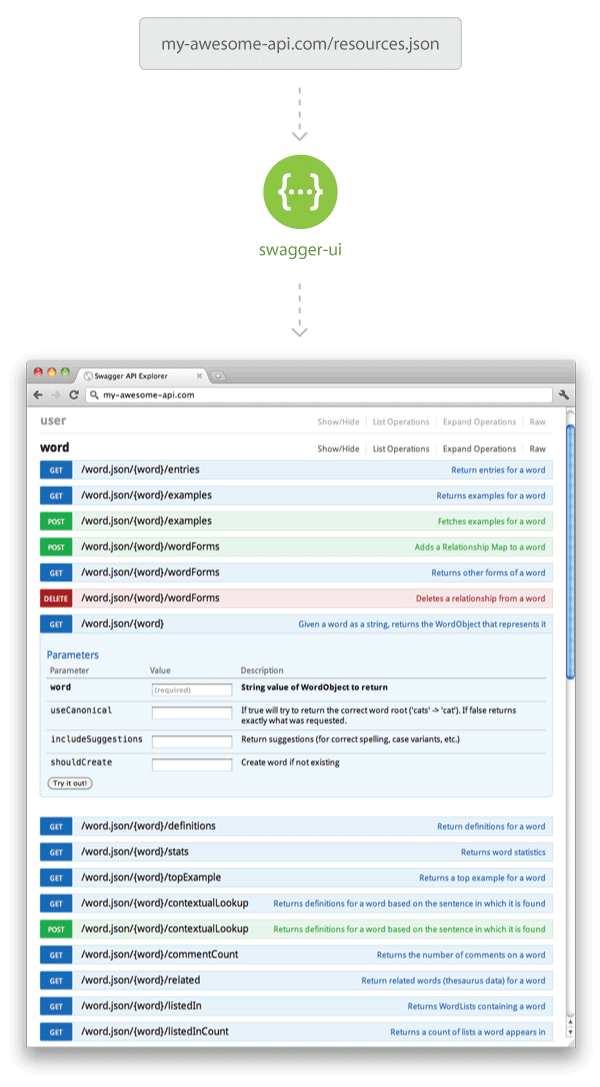 my-awesome-api.com/resources.json
{···}
swagger-ui
Swagger API Explorer
my-awesome-api.com
user Show/Hide List Operations Expand Operations Raw
word Show/Hide List Operations Expand Operations Raw
GET /word.json/{word}/entries Return entries for a word
GET /word.json/{word}/examples Returns examples for a word
POST /word.json/{word}/examples Fetches examples for a word
POST /word.json/{word}/wordForms Adds a Relationship Map to a word
GET /word.json/{word}/wordForms Returns other forms of a word
DELETE /word.json/{word}/wordForms Deletes a relationship from a word
GET /word.json/{word} Given a word as a string, returns the WordObject that represents it
Parameters
Parameter Value Description
word (required) String value of WordObject to return
useCanonical If true will try to return the correct word root ('cats' -> 'cat'). If false returns
exactly what was requested.
includeSuggestions Return suggestions (for correct spelling, case variants, etc.)
shouldCreate Create word if not existing
Try it out!
GET /word.json/{word}/definitions Return definitions for a word
GET /word.json/{word}/stats Returns word statistics
GET /word.json/{word}/topExample Returns a top example for a word
GET /word.json/{word}/contextualLookup Returns definitions for a word based on the sentence in which it is found
POST /word.json/{word}/contextualLookup Returns definitions for a word based on the sentence in which it is found
GET /word.json/{word}/commentCount Returns the number of comments on a word
GET /word.json/{word}/related Return related words (thesaurus data) for a word
GET /word.json/{word}/listedIn Returns WordLists containing a word
GET /word.json/{word}/listedInCount Returns a count of lists a word appears in